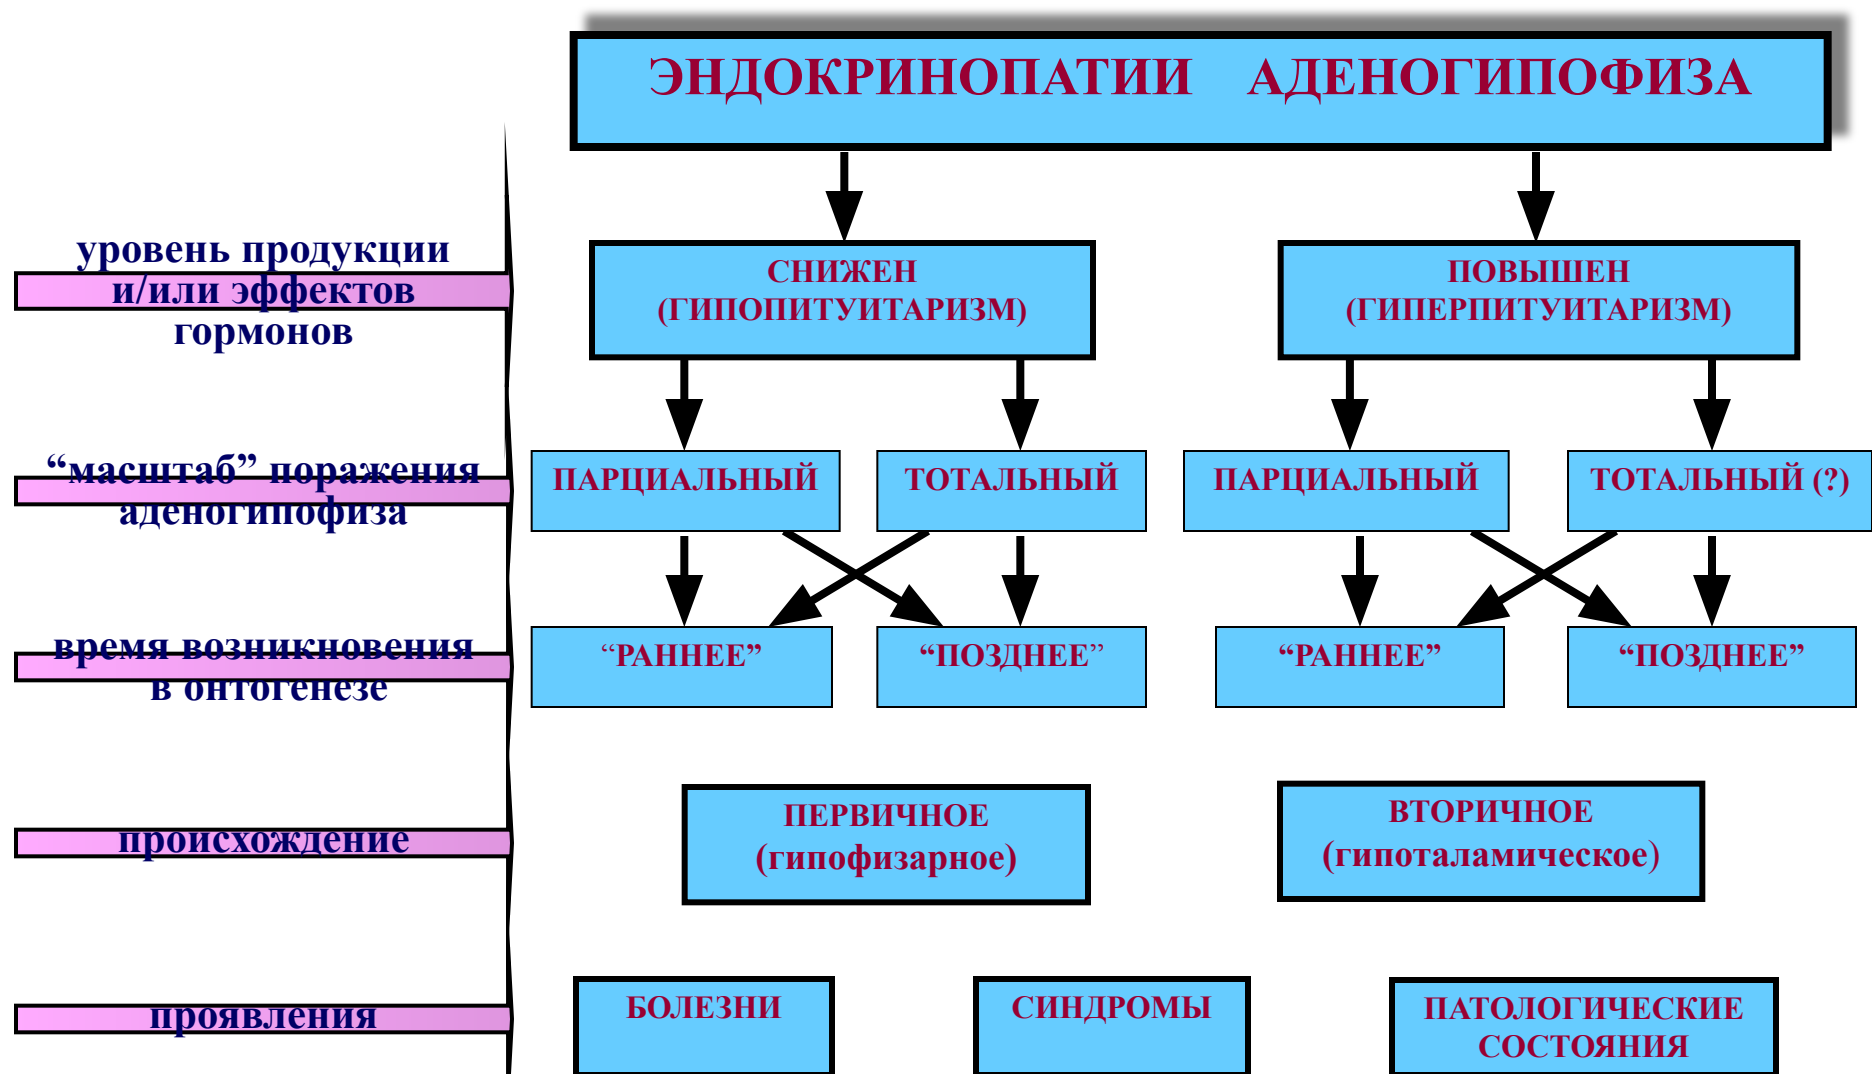 ЭНДОКРИНОПАТИИ АДЕНОГИПОФИЗА
уровень продукции
и/или эффектов
гормонов
СНИЖЕН
(ГИПОПИТУИТАРИЗМ)
ПОВЫШЕН
(ГИПЕРПИТУИТАРИЗМ)
“масштаб” поражения
аденогипофиза
ПАРЦИАЛЬНЫЙ
ТОТАЛЬНЫЙ
ПАРЦИАЛЬНЫЙ
ТОТАЛЬНЫЙ (?)
время возникновения
в онтогенезе
“РАННЕЕ”
“ПОЗДНЕЕ”
“РАННЕЕ”
“ПОЗДНЕЕ”
происхождение
ПЕРВИЧНОЕ
(гипофизарное)
ВТОРИЧНОЕ
(гипоталамическое)
проявления
БОЛЕЗНИ
СИНДРОМЫ
ПАТОЛОГИЧЕСКИЕ
СОСТОЯНИЯ